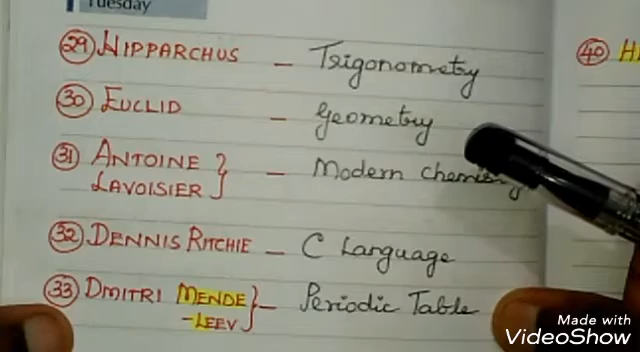 Tuesday
29 HIPPARCHUS - Trigonometry
30 EUCLID - Geometry
31 ANTOINE LAVOISIER } - Modern Chemistry
32 DENNIS RITCHIE - C Language
33 DMITRI MENDE-LEEV } - Periodic Table
40
Made with
VideoShow